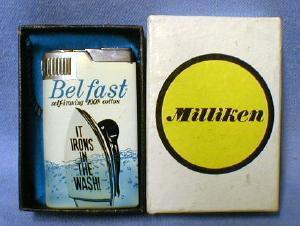 Belfast
self-ironing 100% cotton
IT
IRONS
IN
THE
WASH!
Milliken